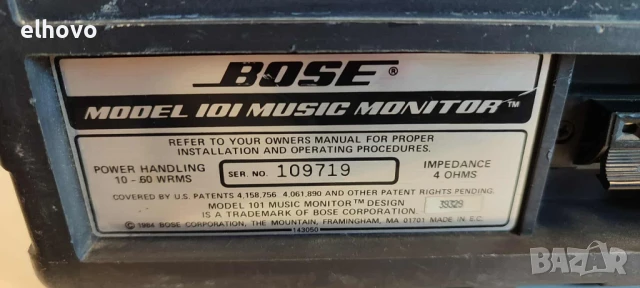 elhovo
BOSE®
MODEL 101 MUSIC MONITOR™
REFER TO YOUR OWNERS MANUAL FOR PROPER
INSTALLATION AND OPERATING PROCEDURES.
POWER HANDLING
10 - 60 WRMS
SER. NO. 109719
IMPEDANCE
4 OHMS
COVERED BY U.S. PATENTS 4,158,756. 4.061,890 AND OTHER PATENT RIGHTS PENDING.
MODEL 101 MUSIC MONITOR™ DESIGN
IS A TRADEMARK OF BOSE CORPORATION.
39329
© 1984 BOSE CORPORATION, THE MOUNTAIN, FRAMINGHAM, MA 01701 MADE IN E.C.
143050
BAZAR